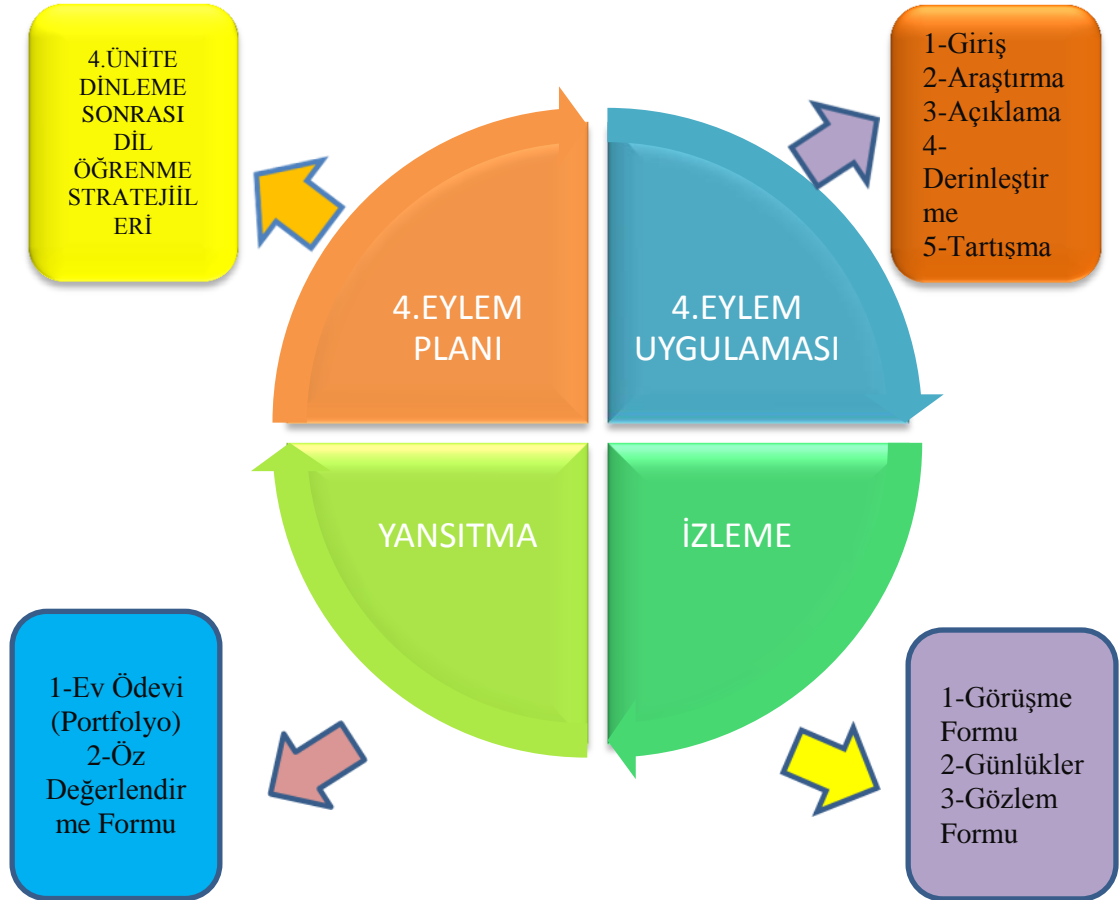 4.ÜNİTE
DİNLEME
SONRASI
DİL
ÖĞRENME
STRATEJİİL
ERİ
1-Giriş
2-Araştırma
3-Açıklama
4-
Derinleştir
me
5-Tartışma
4.EYLEM
PLANI
4.EYLEM
UYGULAMASI
YANSITMA
İZLEME
1-Ev Ödevi
(Portfolyo)
2-Öz
Değerlendir
me Formu
1-Görüşme
Formu
2-Günlükler
3-Gözlem
Formu